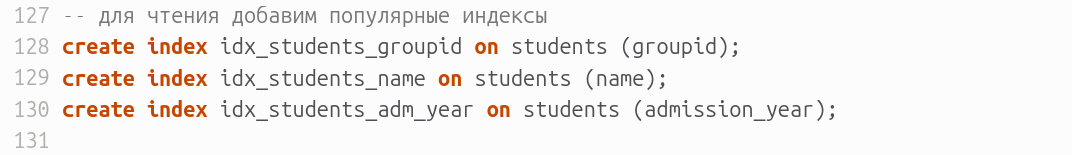 127 -- для чтения добавим популярные индексы
128 create index idx_students_groupid on students (groupid);
129 create index idx_students_name on students (name);
130 create index idx_students_adm_year on students (admission_year);
131